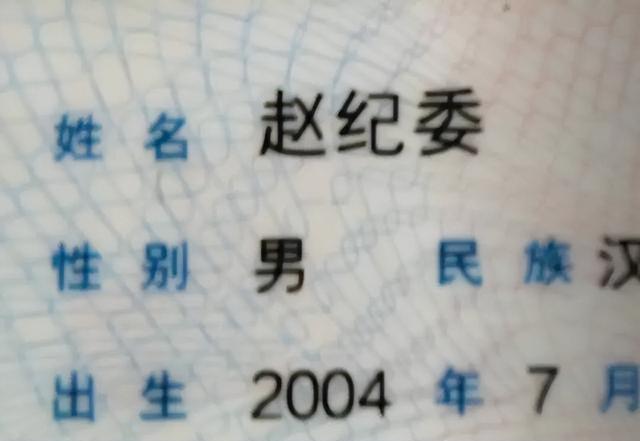 姓名 赵纪委
性别 男 民族 汉
出生 2004 年 7 月